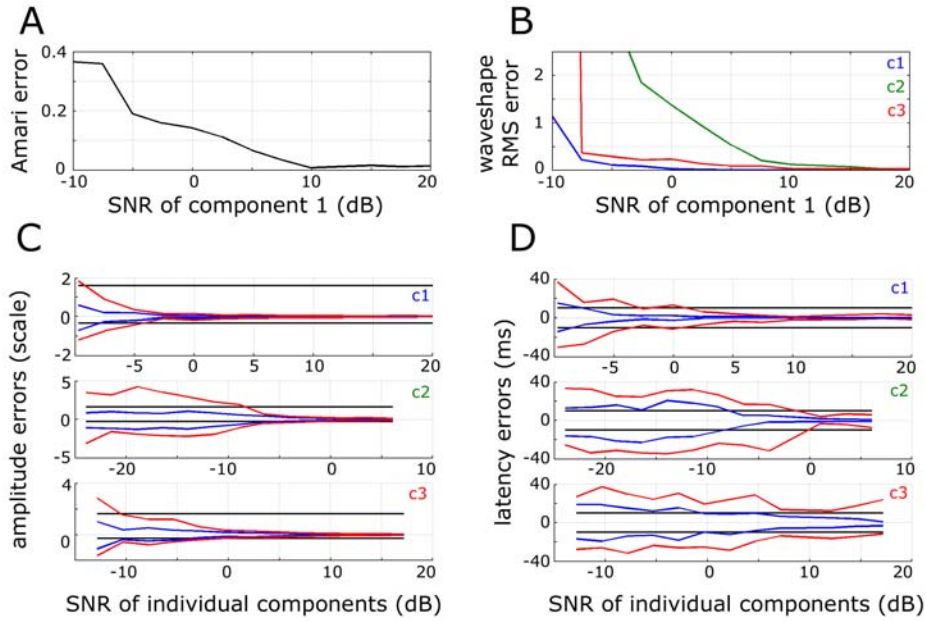 A
Amari error
0.4
0.2
0
-10 0 10 20
SNR of component 1 (dB)
B
waveshape
RMS error
2
1
0
c1
c2
c3
-10 0 10 20
SNR of component 1 (dB)
C
amplitude errors (scale)
2
0
-2
c1
-5 0 5 10 15 20
5
0
-5
c2
-20 -10 0 10
4
2
0
c3
-10 0 10 20
SNR of individual components (dB)
D
latency errors (ms)
40
0
-40
c1
-5 0 5 10 15 20
40
0
-40
c2
-20 -10 0 10
40
0
-40
c3
-10 0 10 20
SNR of individual components (dB)